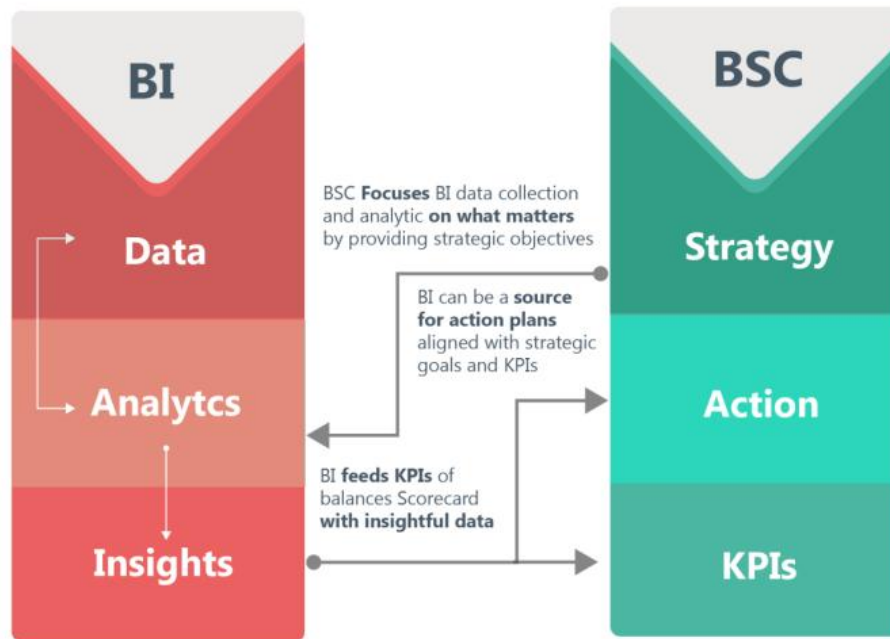 BI
BSC
BSC Focuses BI data collection
and analytic on what matters
by providing strategic objectives
Data
Strategy
BI can be a source
for action plans
aligned with strategic
goals and KPIs
Analytcs
Action
BI feeds KPIs of
balances Scorecard
with insightful data
Insights
KPIs